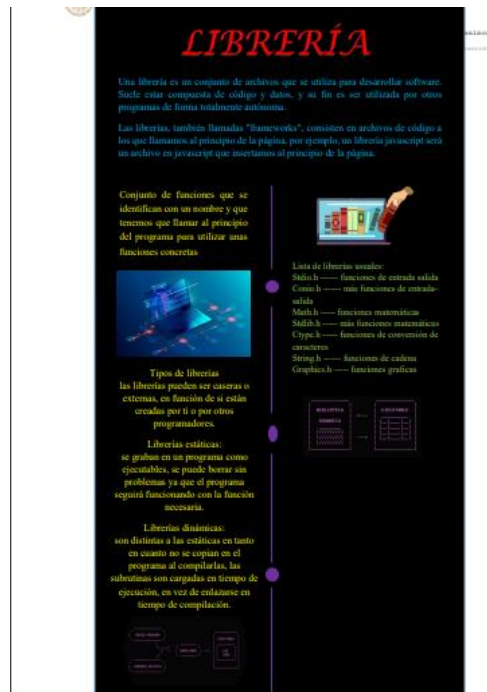 LIBRERÍA
Una librería es un conjunto de archivos que se utiliza para desarrollar software.
Suele estar compuesta de código y datos, y su fin es ser utilizada por otros
programas de forma totalmente autónoma.
Las librerías, también llamadas "frameworks", consisten en archivos de código a
los que llamamos al principio de la página, por ejemplo, un librería javascript será
un archivo en javascript que insertamos al principio de la página.
Conjunto de funciones que se
identifican con un nombre y que
tenemos que llamar al principio
del programa para utilizar unas
funciones concretas
Tipos de librerías
las librerías pueden ser caseras o
externas, en función de si están
creadas por ti o por otros
programadores.
Librerías estáticas:
se graban en un programa como
ejecutables, se puede borrar sin
problemas ya que el programa
seguirá funcionando con la función
necesaria.
Librerías dinámicas:
son distintas a las estáticas en tanto
en cuanto no se copian en el
programa al compilarlas, las
subrutinas son cargadas en tiempo de
ejecución, en vez de enlazarse en
tiempo de compilación.
Lista de librerías usuales:
Stdio.h ------ funciones de entrada salida
Conio.h ------ más funciones de entrada-
salida
Math.h ----- funciones matemáticas
Stdlib.h ----- más funciones matemáticas
Ctype.h ------ funciones de conversión de
caracteres
String.h ------ funciones de cadena
Graphics.h ----- funciones graficas